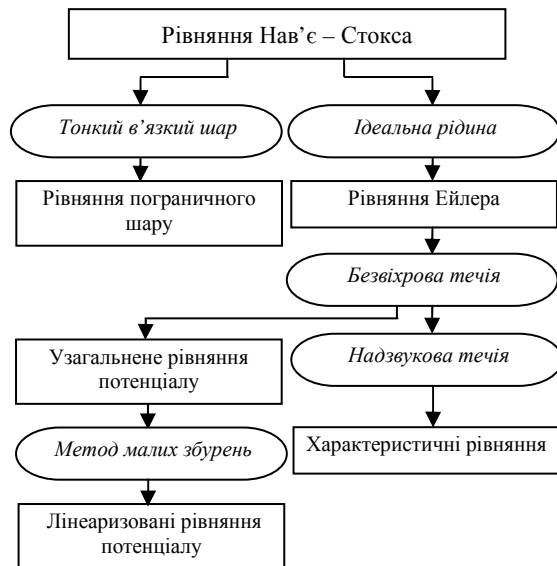 Рівняння Нав’є – Стокса
Тонкий в’язкий шар
Ідеальна рідина
Рівняння пограничного
шару
Рівняння Ейлера
Безвіхрова течія
Узагальнене рівняння
потенціалу
Надзвукова течія
Метод малих збурень
Характеристичні рівняння
Лінеаризовані рівняння
потенціалу